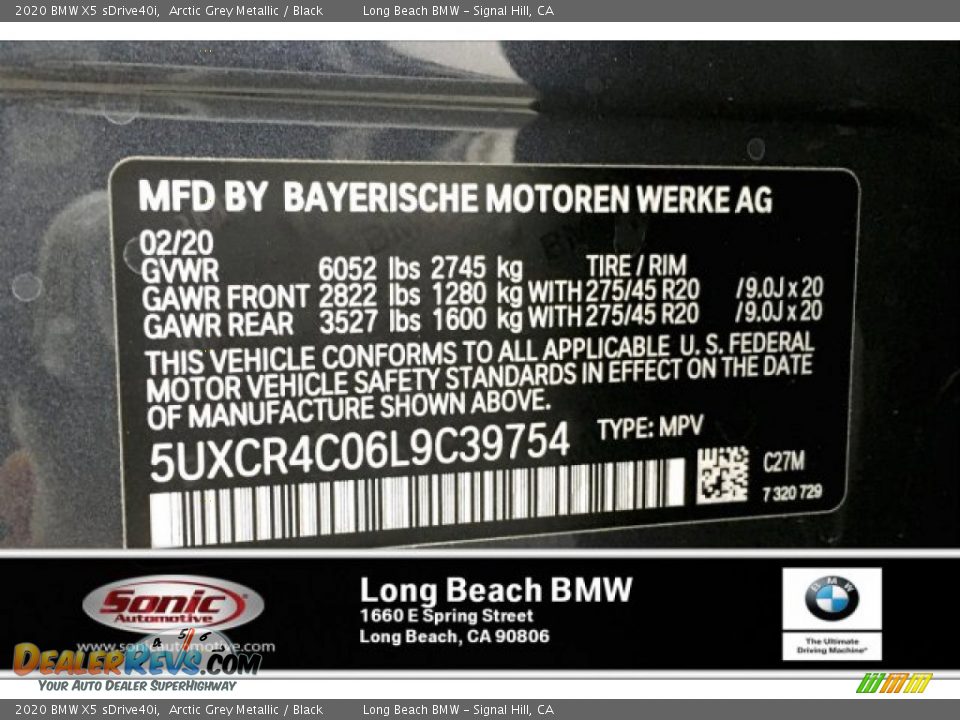 2020 BMW X5 sDrive40i, Arctic Grey Metallic / Black Long Beach BMW - Signal Hill, CA
MFD BY BAYERISCHE MOTOREN WERKE AG
02/20
GVWR 6052 lbs 2745 kg TIRE / RIM
GAWR FRONT 2822 lbs 1280 kg WITH 275/45 R20 /9.0J x 20
GAWR REAR 3527 lbs 1600 kg WITH 275/45 R20 /9.0J x 20
THIS VEHICLE CONFORMS TO ALL APPLICABLE U. S. FEDERAL
MOTOR VEHICLE SAFETY STANDARDS IN EFFECT ON THE DATE
OF MANUFACTURE SHOWN ABOVE.
5UXCR4C06L9C39754 TYPE: MPV
C27M
7 320 729
Sonic
Automotive
www.sonicautomotive.com
Long Beach BMW
1660 E Spring Street
Long Beach, CA 90806
BMW
The Ultimate
Driving Machine®
4 5 6
DEALERREVS.COM
YOUR AUTO DEALER SUPERHIGHWAY
2020 BMW X5 sDrive40i, Arctic Grey Metallic / Black Long Beach BMW - Signal Hill, CA